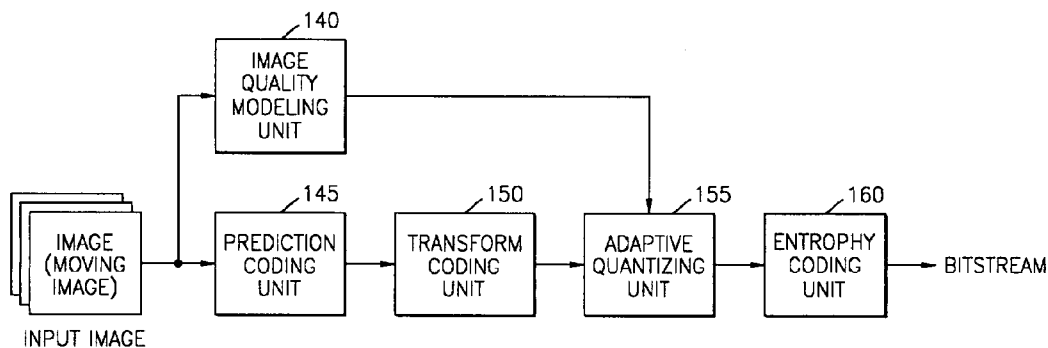 140
IMAGE
QUALITY
MODELING
UNIT
145
150
155
160
IMAGE
(MOVING
IMAGE)
PREDICTION
CODING
UNIT
TRANSFORM
CODING
UNIT
ADAPTIVE
QUANTIZING
UNIT
ENTROPHY
CODING
UNIT
BITSTREAM
INPUT IMAGE